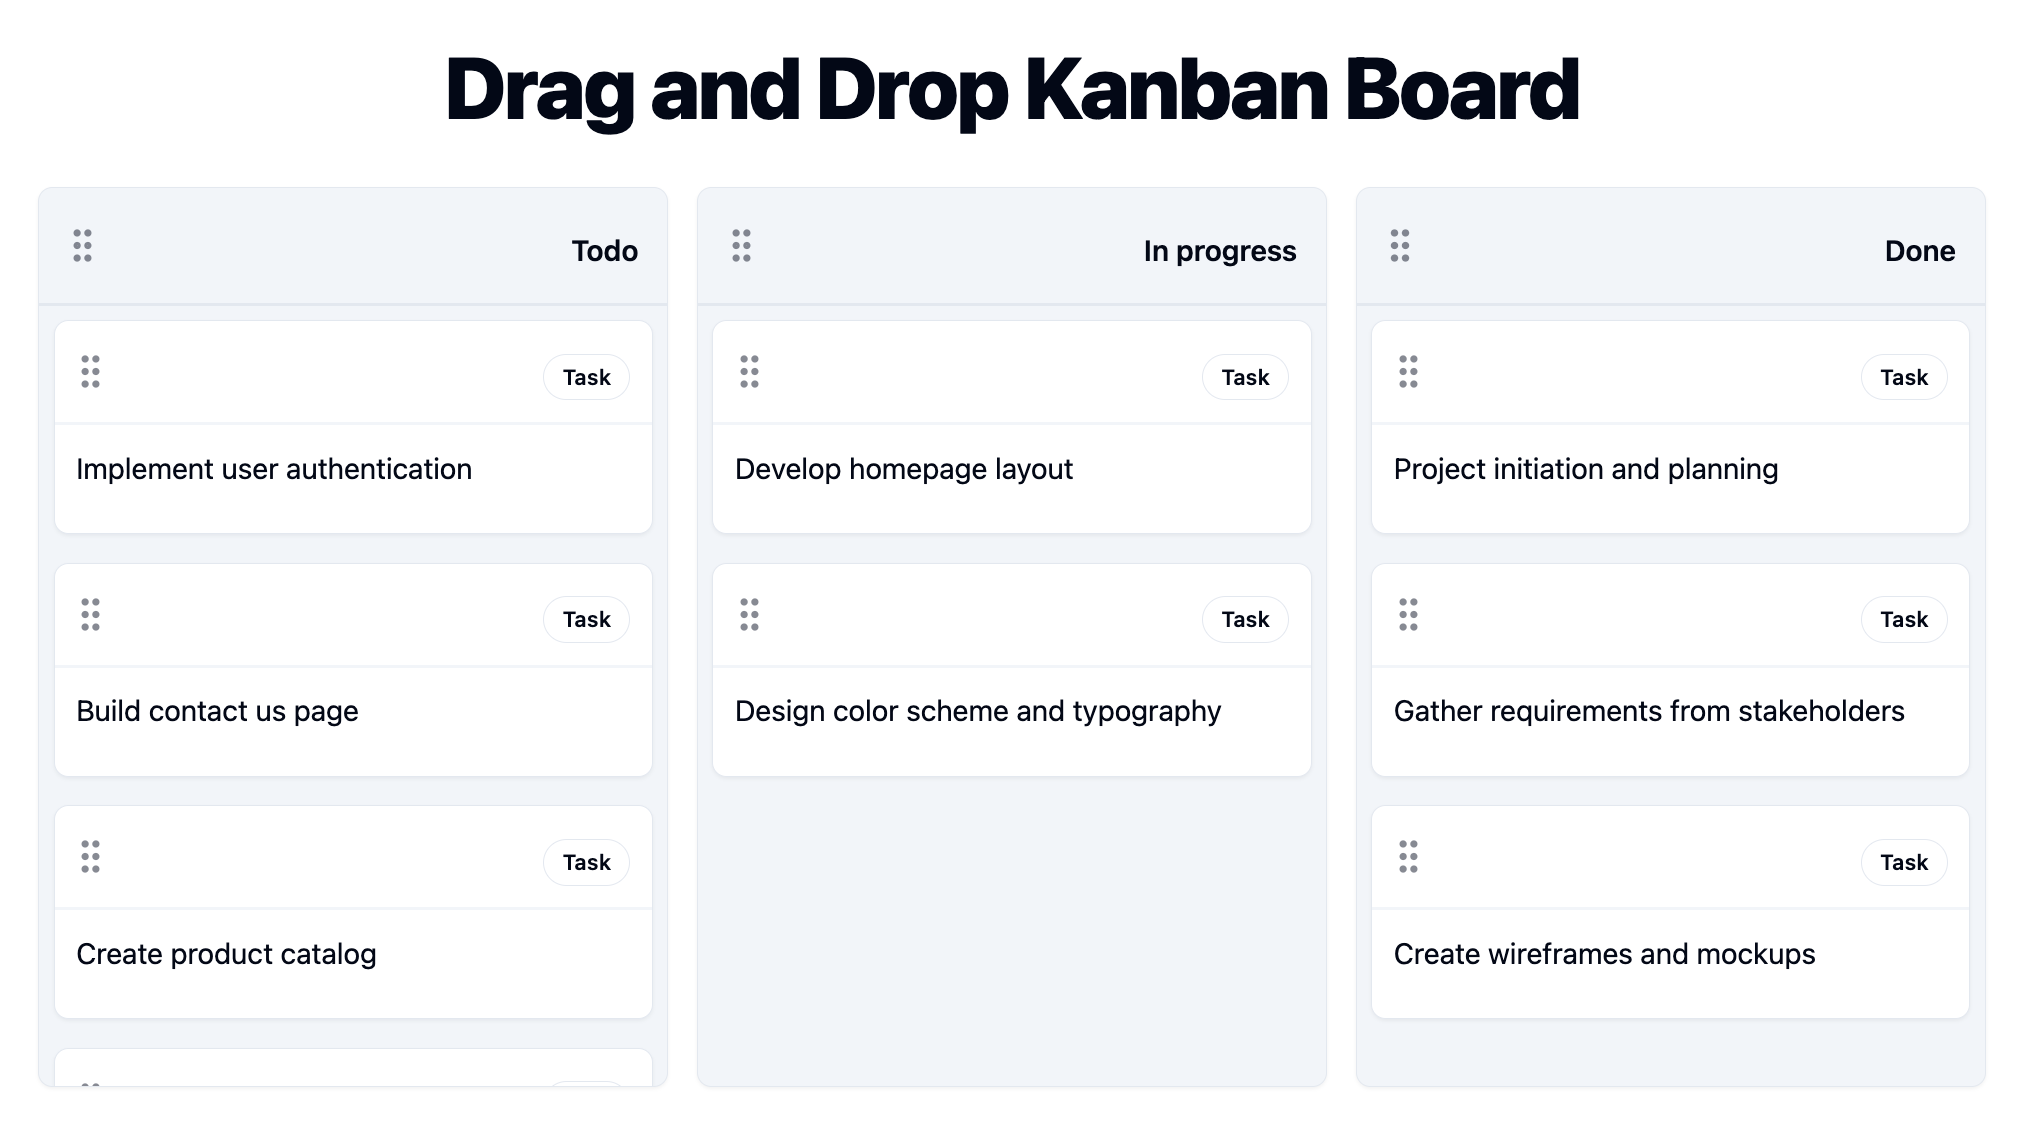 Drag and Drop Kanban Board
Todo
Task
Implement user authentication
Task
Build contact us page
Task
Create product catalog
In progress
Task
Develop homepage layout
Task
Design color scheme and typography
Done
Task
Project initiation and planning
Task
Gather requirements from stakeholders
Task
Create wireframes and mockups